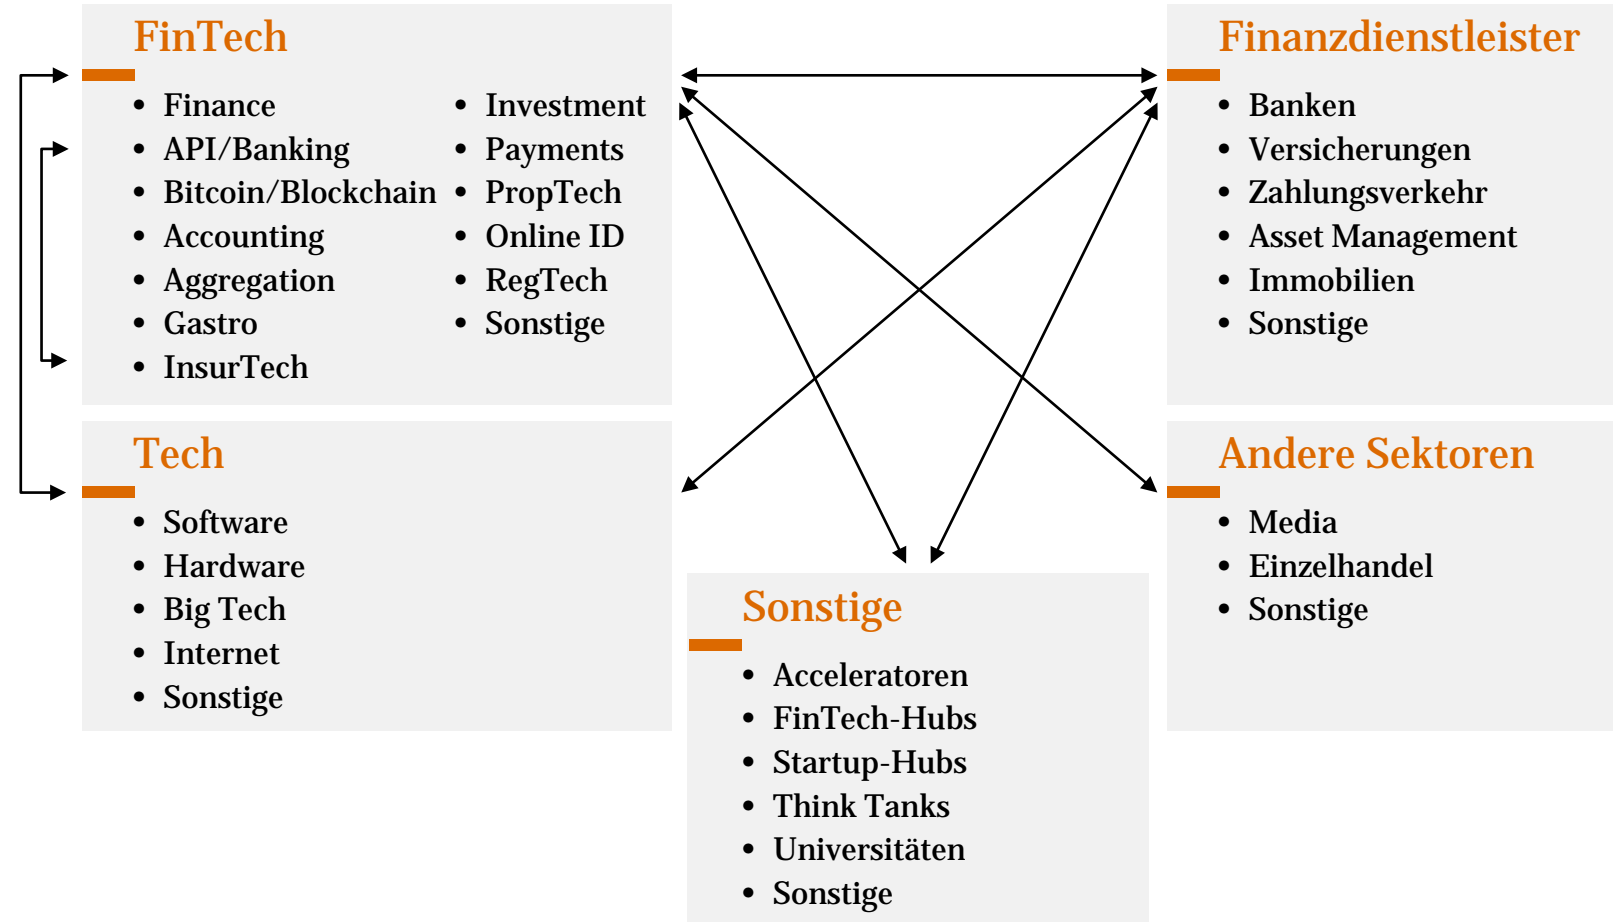 FinTech
• Finance
• API/Banking
• Bitcoin/Blockchain
• Accounting
• Aggregation
• Gastro
• InsurTech
• Investment
• Payments
• PropTech
• Online ID
• RegTech
• Sonstige
Finanzdienstleister
• Banken
• Versicherungen
• Zahlungsverkehr
• Asset Management
• Immobilien
• Sonstige
Tech
• Software
• Hardware
• Big Tech
• Internet
• Sonstige
Sonstige
• Acceleratoren
• FinTech-Hubs
• Startup-Hubs
• Think Tanks
• Universitäten
• Sonstige
Andere Sektoren
• Media
• Einzelhandel
• Sonstige